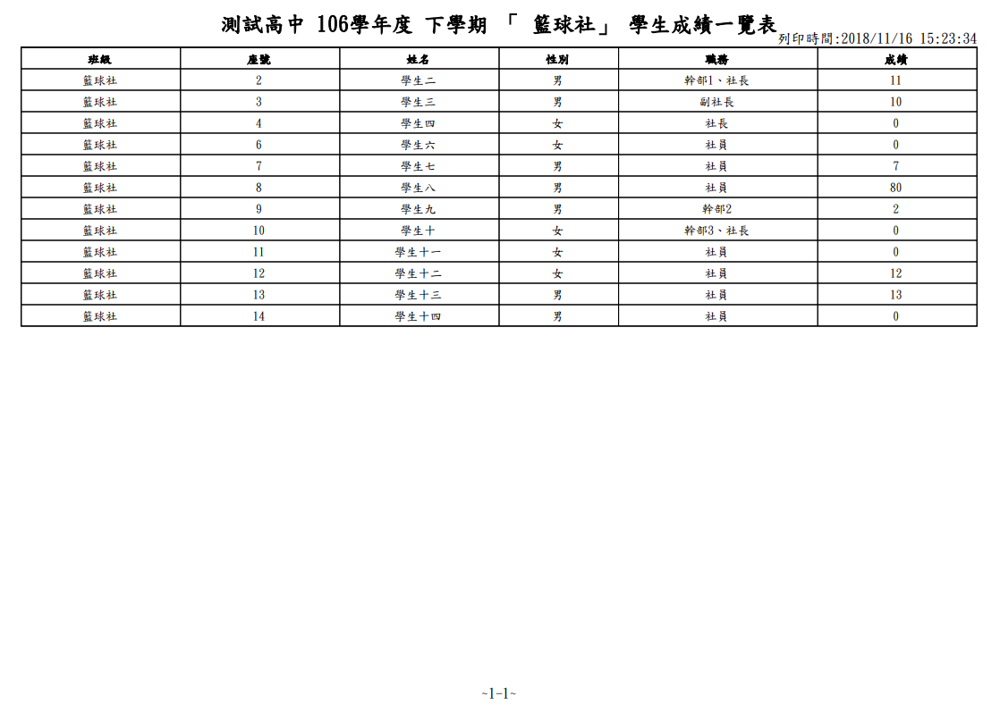 測試高中 106學年度 下學期 「 籃球社」 學生成績一覽表
列印時間:2018/11/16 15:23:34
班級 座號 姓名 性別 職務 成績
籃球社 2 學生二 男 幹部1、社長 11
籃球社 3 學生三 男 副社長 10
籃球社 4 學生四 女 社長 0
籃球社 6 學生六 女 社員 0
籃球社 7 學生七 男 社員 7
籃球社 8 學生八 男 社員 80
籃球社 9 學生九 男 幹部2 2
籃球社 10 學生十 女 幹部3、社長 0
籃球社 11 學生十一 女 社員 0
籃球社 12 學生十二 女 社員 12
籃球社 13 學生十三 男 社員 13
籃球社 14 學生十四 男 社員 0
~1-1~